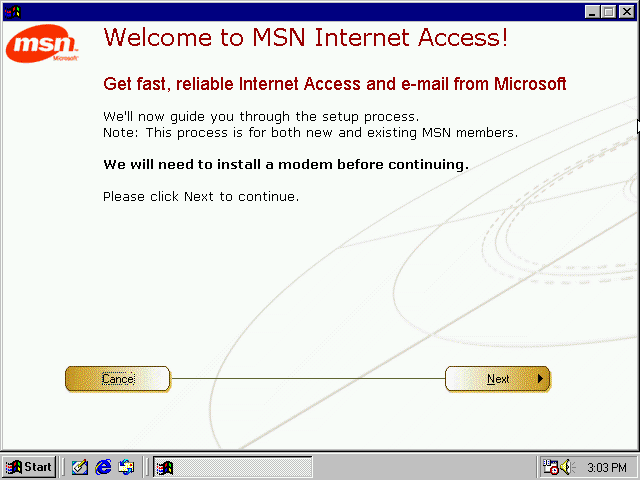 msn.
Microsoft
Welcome to MSN Internet Access!
Get fast, reliable Internet Access and e-mail from Microsoft
We'll now guide you through the setup process.
Note: This process is for both new and existing MSN members.
We will need to install a modem before continuing.
Please click Next to continue.
Cancel
Next
Start
3:03 PM